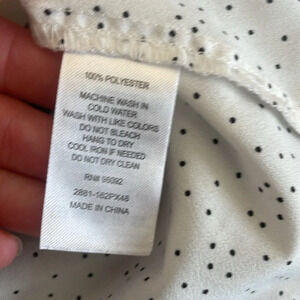 100% POLYESTER
MACHINE WASH IN
COLD WATER
WASH WITH LIKE COLORS
DO NOT BLEACH
HANG TO DRY
COOL IRON IF NEEDED
DO NOT DRY CLEAN
RN# 96092
2881-162PX48
MADE IN CHINA